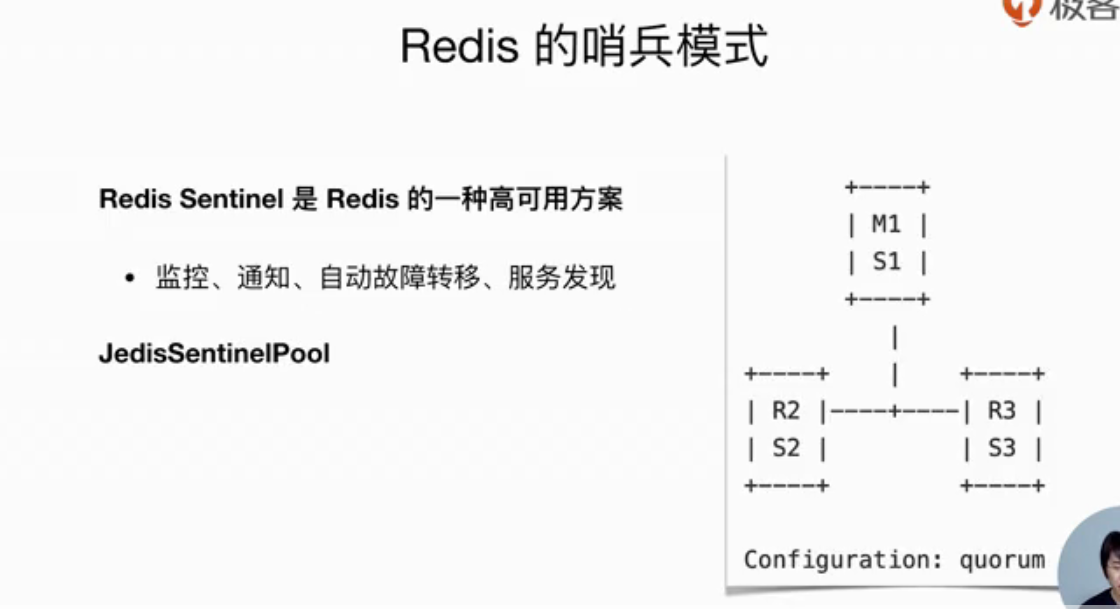 极客
Redis 的哨兵模式
Redis Sentinel 是 Redis 的一种高可用方案
• 监控、通知、自动故障转移、服务发现
JedisSentinelPool
+----+
| M1 |
| S1 |
+----+
|
+----+ | +----+
| R2 |----+----| R3 |
| S2 | | S3 |
+----+ +----+
Configuration: quorum